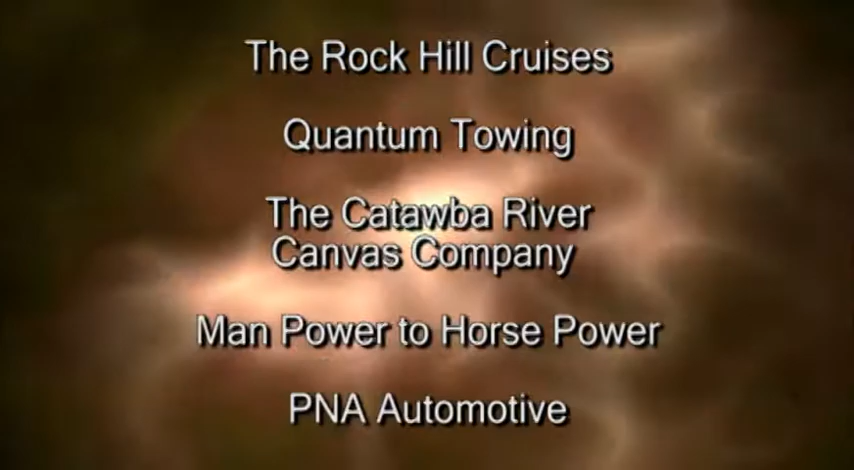 The Rock Hill Cruises
Quantum Towing
The Catawba River
Canvas Company
Man Power to Horse Power
PNA Automotive